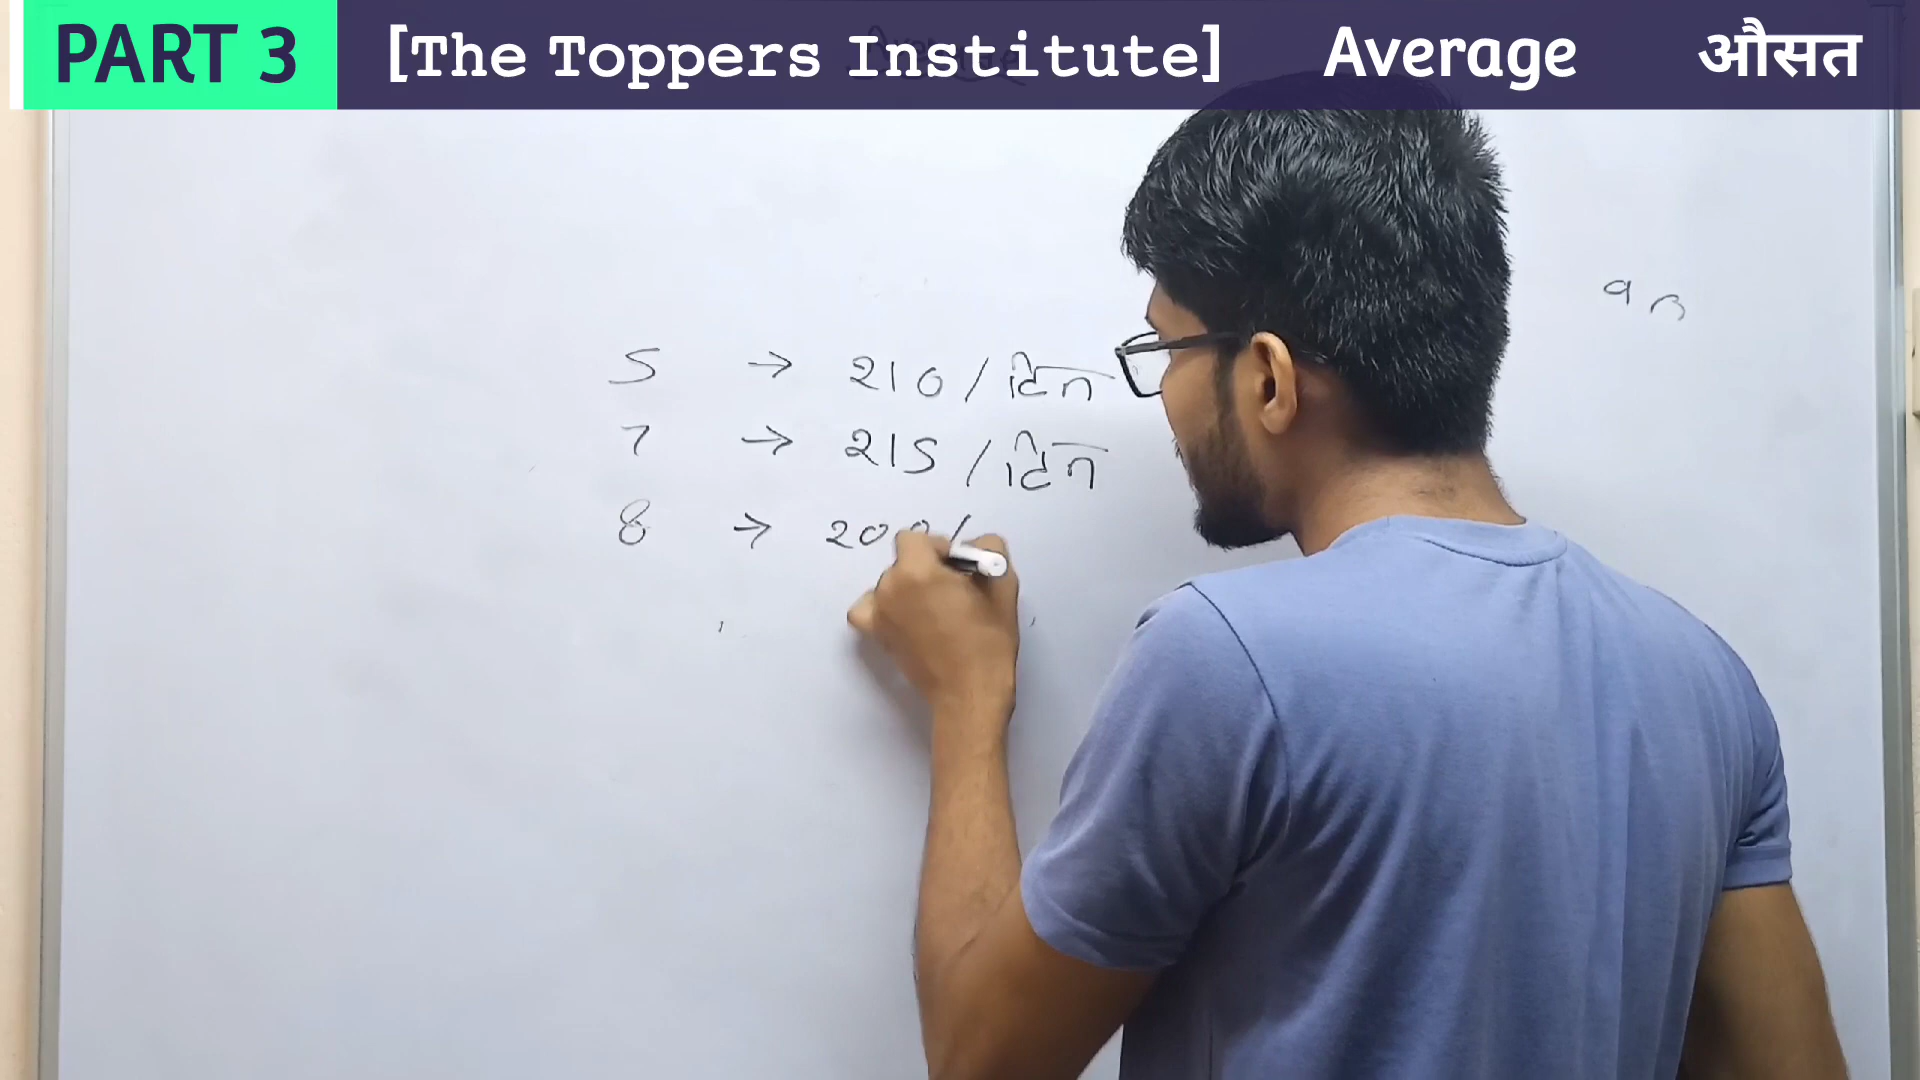 PART 3 [The Toppers Institute] Average औसत
5 → 210 / दिन
7 → 215 / दिन
8 → 200 /